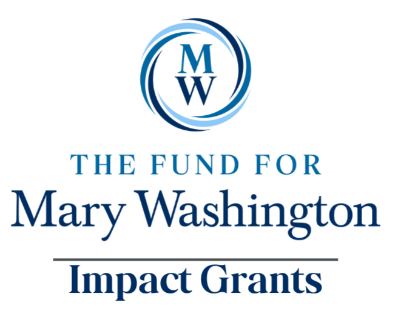 M
W
THE FUND FOR
Mary Washington
Impact Grants